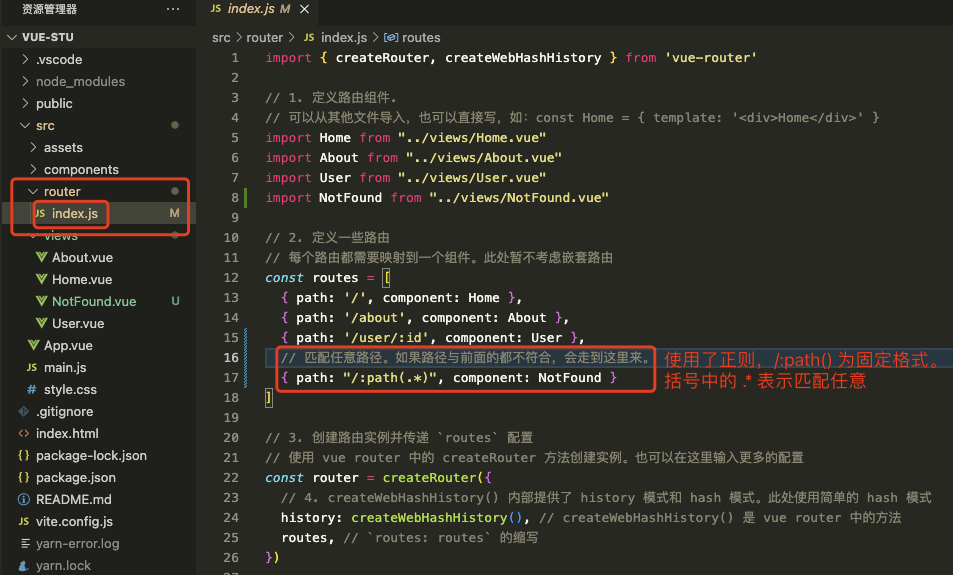 资源管理器 ···
VUE-STU
.vscode
node_modules
public
src
assets
components
router
JS index.js M
views
About.vue
Home.vue
NotFound.vue U
User.vue
App.vue
JS main.js
# style.css
.gitignore
<> index.html
{} package-lock.json
{} package.json
README.md
JS vite.config.js
yarn-error.log
yarn.lock
JS index.js M ×
src > router > JS index.js > routes
1 import { createRouter, createWebHashHistory } from 'vue-router'
2
3 // 1. 定义路由组件.
4 // 可以从其他文件导入，也可以直接写，如：const Home = { template: '<div>Home</div>' }
5 import Home from "../views/Home.vue"
6 import About from "../views/About.vue"
7 import User from "../views/User.vue"
8 import NotFound from "../views/NotFound.vue"
9
10 // 2. 定义一些路由
11 // 每个路由都需要映射到一个组件。此处暂不考虑嵌套路由
12 const routes = [
13 { path: '/', component: Home },
14 { path: '/about', component: About },
15 { path: '/user/:id', component: User },
16 // 匹配任意路径。如果路径与前面的都不符合，会走到这里来。
17 { path: "/:path(.*)", component: NotFound }
使用了正则，/:path() 为固定格式。
括号中的 .* 表示匹配任意
18 ]
19
20 // 3. 创建路由实例并传递 `routes` 配置
21 // 使用 vue router 中的 createRouter 方法创建实例。也可以在这里输入更多的配置
22 const router = createRouter({
23 // 4. createWebHashHistory() 内部提供了 history 模式和 hash 模式。此处使用简单的 hash 模式
24 history: createWebHashHistory(), // createWebHashHistory() 是 vue router 中的方法
25 routes, // `routes: routes` 的缩写
26 })